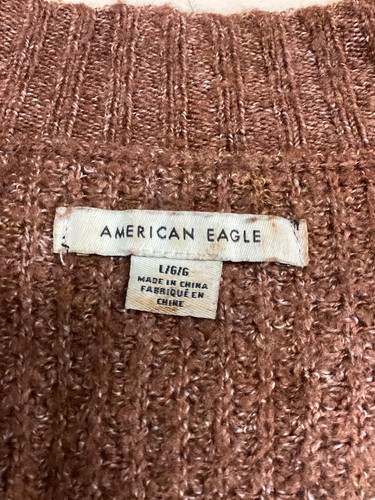 AMERICAN EAGLE
L/G/G
MADE IN CHINA
FABRIQUÉ EN
CHINE